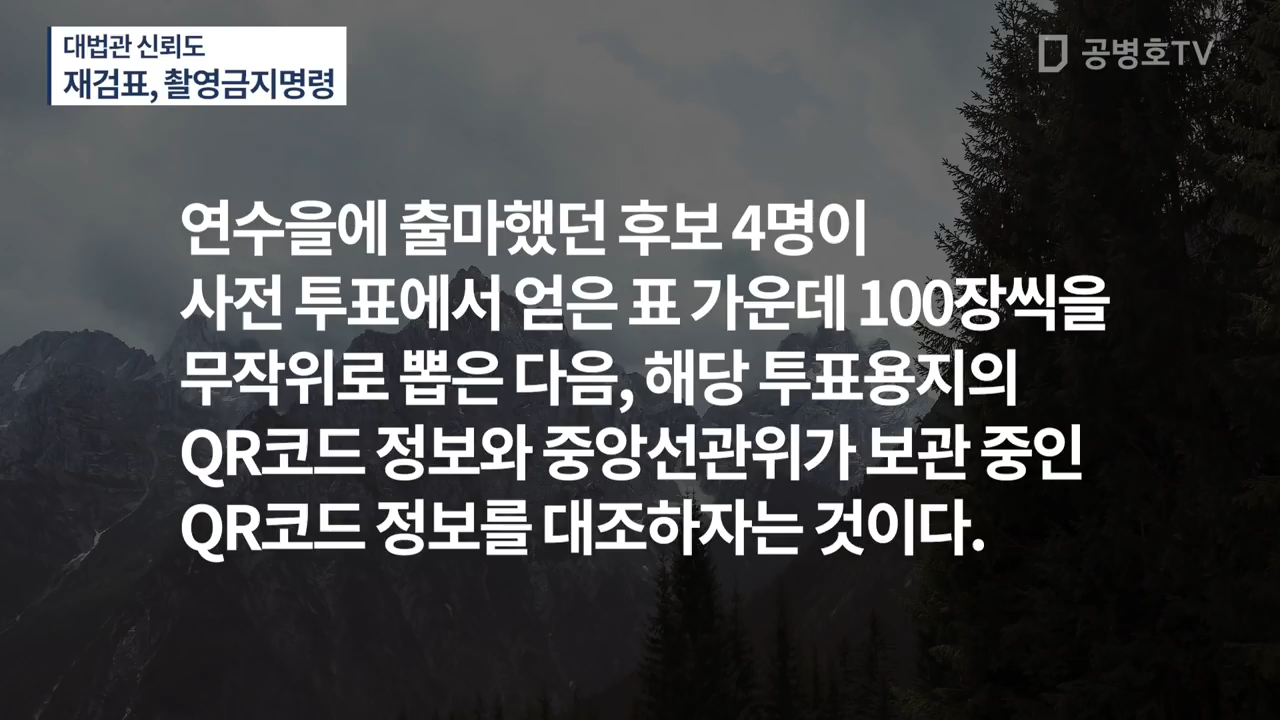 대법관 신뢰도
재검표, 촬영금지명령
공병호TV
연수을에 출마했던 후보 4명이
사전 투표에서 얻은 표 가운데 100장씩을
무작위로 뽑은 다음, 해당 투표용지의
QR코드 정보와 중앙선관위가 보관 중인
QR코드 정보를 대조하자는 것이다.